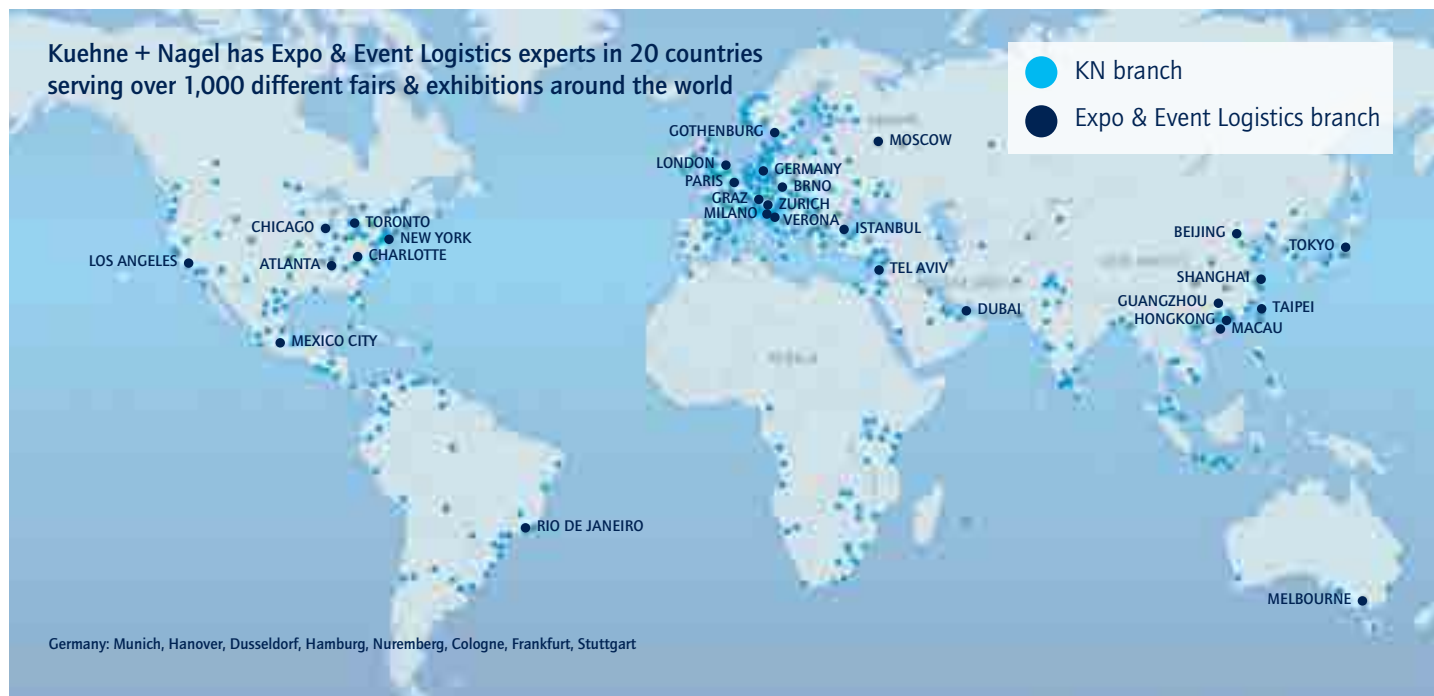 Kuehne + Nagel has Expo & Event Logistics experts in 20 countries
serving over 1,000 different fairs & exhibitions around the world
KN branch
Expo & Event Logistics branch
GOTHENBURG
MOSCOW
LONDON
GERMANY
PARIS
BRNO
GRAZ
ZURICH
MILANO
VERONA
ISTANBUL
CHICAGO
TORONTO
NEW YORK
CHARLOTTE
LOS ANGELES
ATLANTA
BEIJING
TOKYO
TEL AVIV
SHANGHAI
DUBAI
GUANGZHOU
TAIPEI
HONGKONG
MACAU
MEXICO CITY
RIO DE JANEIRO
MELBOURNE
Germany: Munich, Hanover, Dusseldorf, Hamburg, Nuremberg, Cologne, Frankfurt, Stuttgart